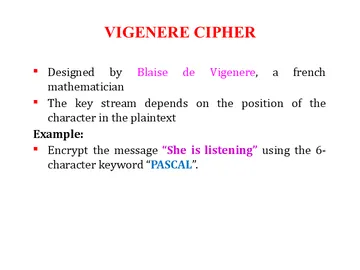 VIGENERE CIPHER
▪ Designed by Blaise de Vigenere, a french
mathematician
▪ The key stream depends on the position of the
character in the plaintext
Example:
▪ Encrypt the message “She is listening” using the 6-
character keyword “PASCAL”.